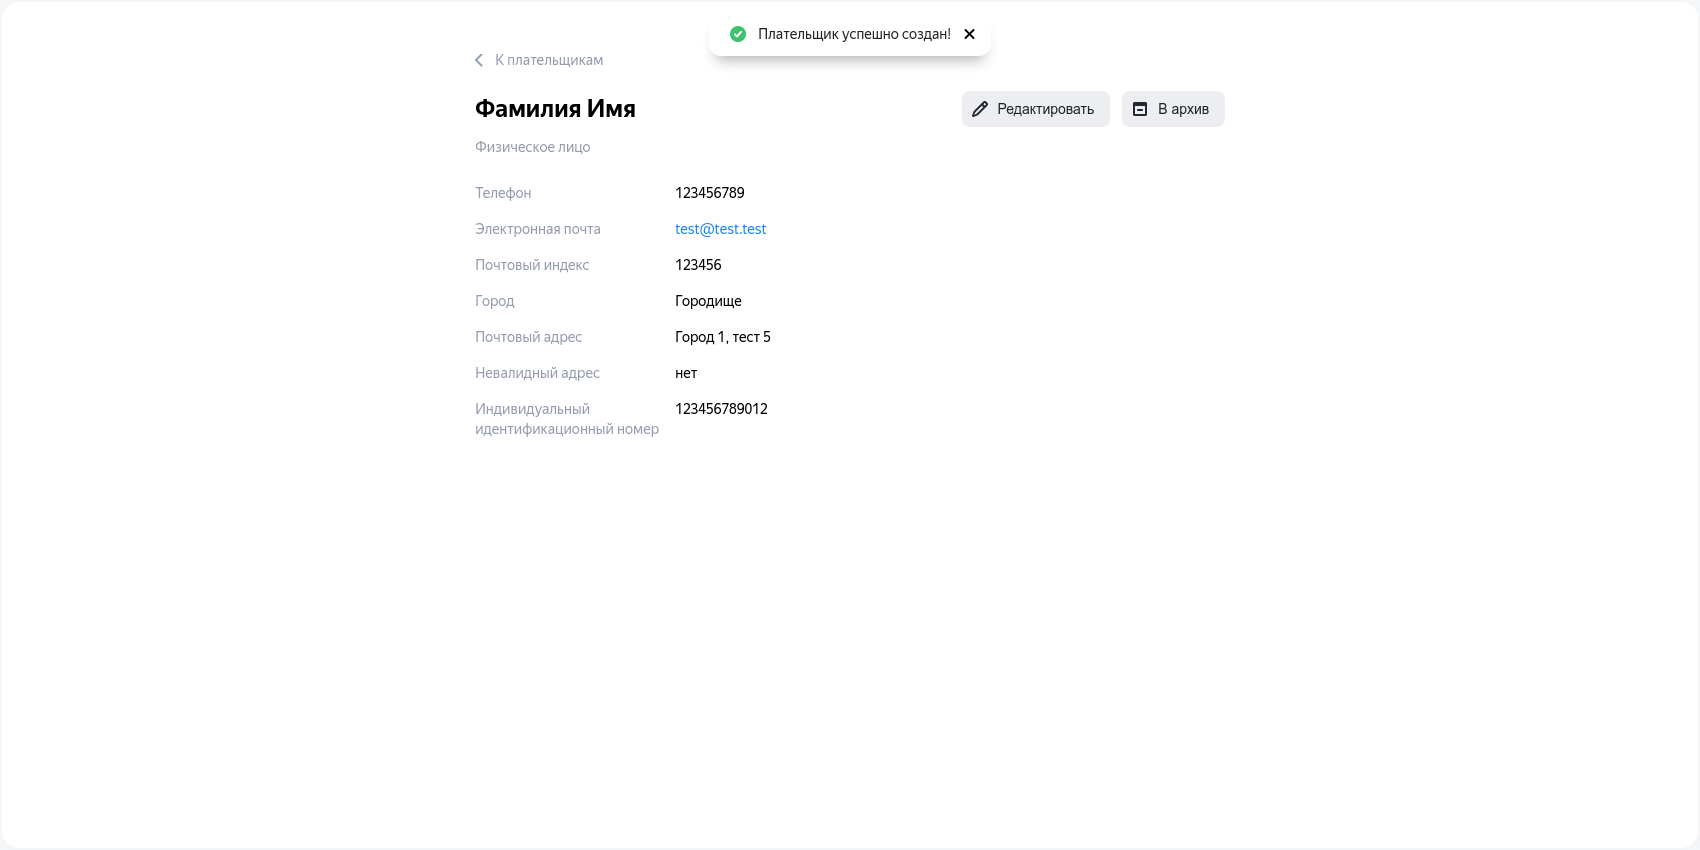 Плательщик успешно создан!
К плательщикам
Фамилия Имя
Редактировать
В архив
Физическое лицо
Телефон 123456789
Электронная почта test@test.test
Почтовый индекс 123456
Город Городище
Почтовый адрес Город 1, тест 5
Невалидный адрес нет
Индивидуальный 123456789012
идентификационный номер